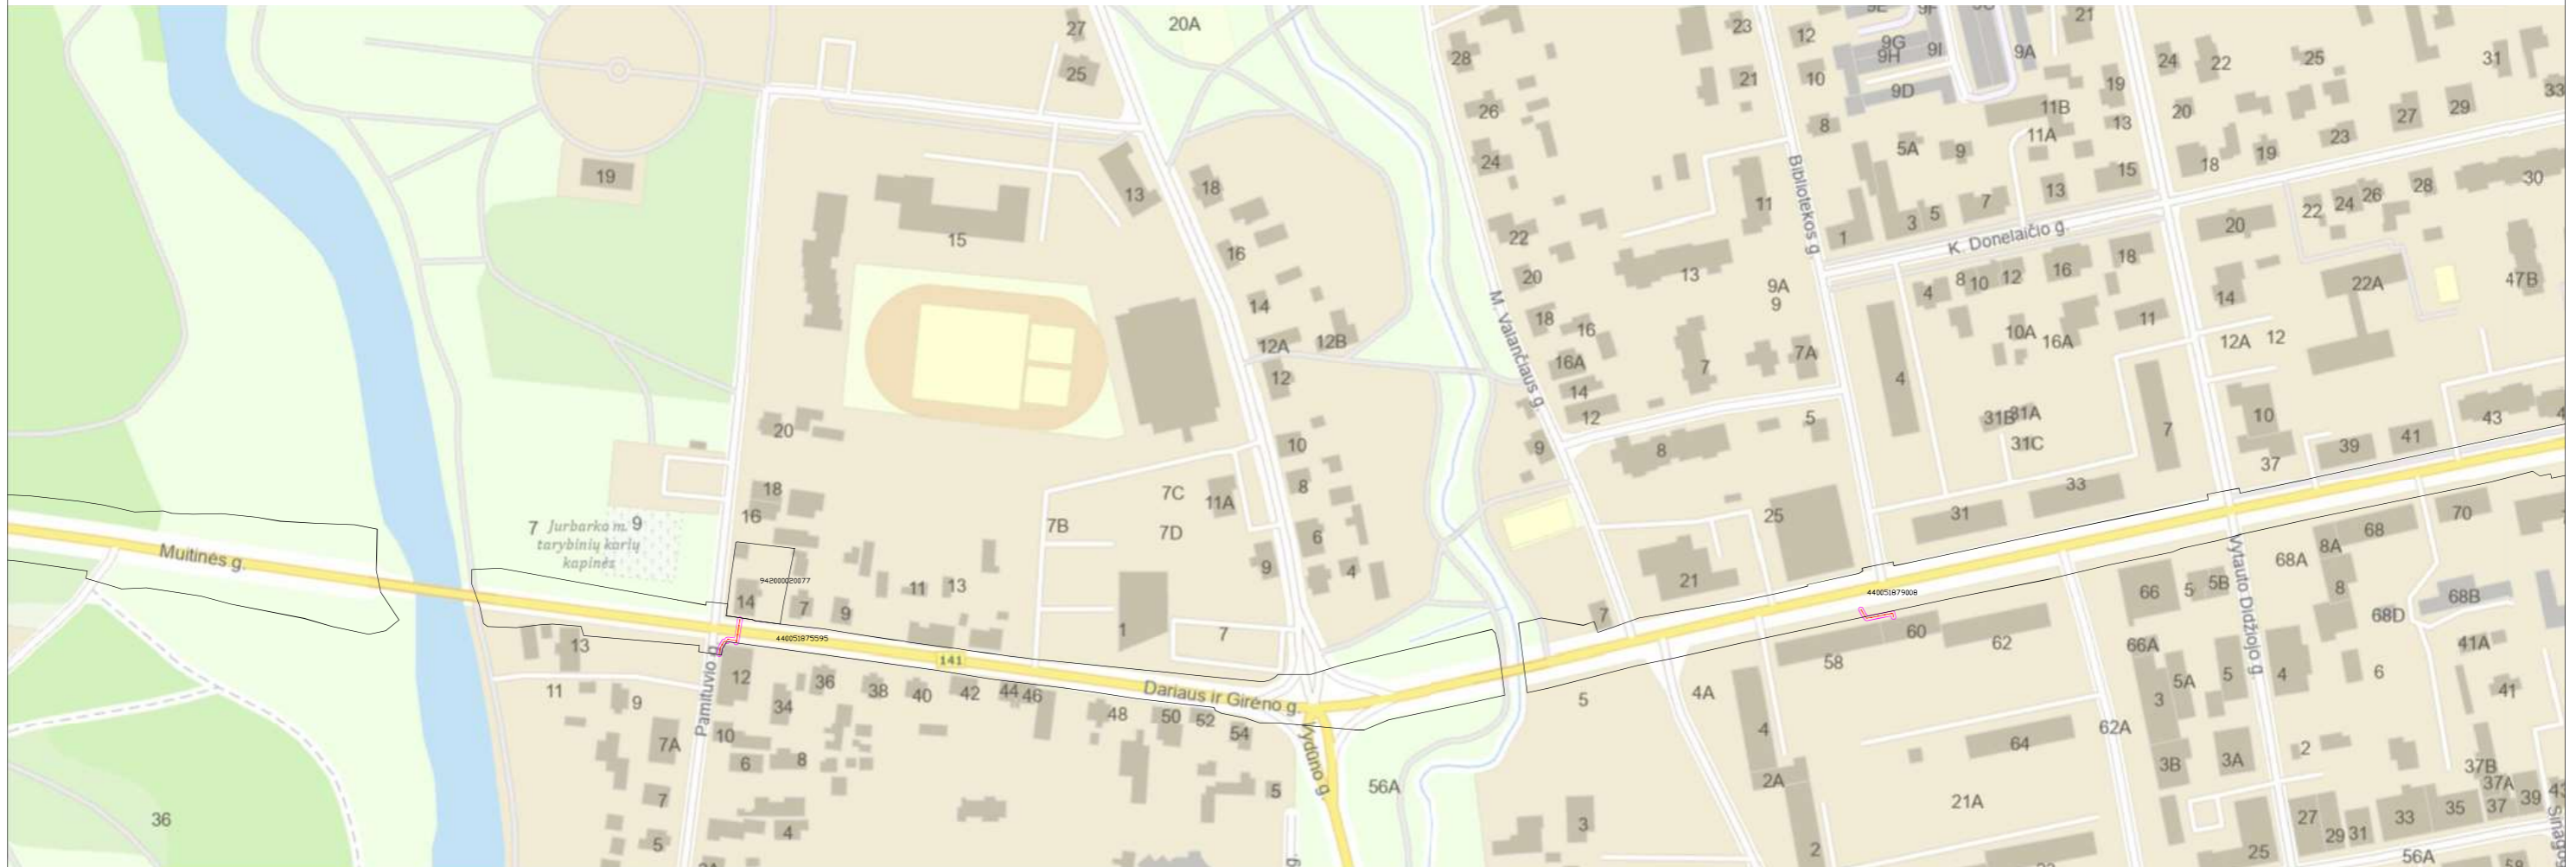 20A
27
25
28
23
12
21
10
26
8
24
9E
9F
9G
9H
9I
9A
9D
21
24
22
25
31
33
19
20
27
29
11B
11A
13
5A
9
15
23
18
19
19
13
18
11
Bibliotekos g.
7
13
30
28
26
24
22
20
15
22
16
1
3
5
K. Donelaičio g.
18
16
12
10
8
4
20
13
9A
9
14
22A
47B
14
M. Valančiaus g.
18
16
12A
12B
16A
7
7A
10A
16A
11
12A
12
12
14
12
4
20
10
9
8
5
31B
31A
31C
7
10
43
39
41
37
18
8
7C
11A
25
31
33
70
68
16
7
Jurbarko m.
9
tarybinių karių
kapinės
7B
7D
6
Muitinės g.
9
4
21
8A
68A
942000020077
14
7
9
11
13
1
7
7
440051879008
66
5
5B
8
68B
68D
Vytauto Didžiojo g.
13
440051875595
60
62
58
66A
41A
141
11
9
Pamituvio g.
12
36
38
40
42
44
46
Dariaus ir Girėno g.
5
4A
3
5A
5
4
6
41
34
48
50
52
54
Vydūno g.
4
62A
7A
10
6
8
64
2
5
56A
2A
3B
3A
37B
37A
37
39
43
7
21A
36
4
3
27
29
31
33
35
5
2
25
56A
58